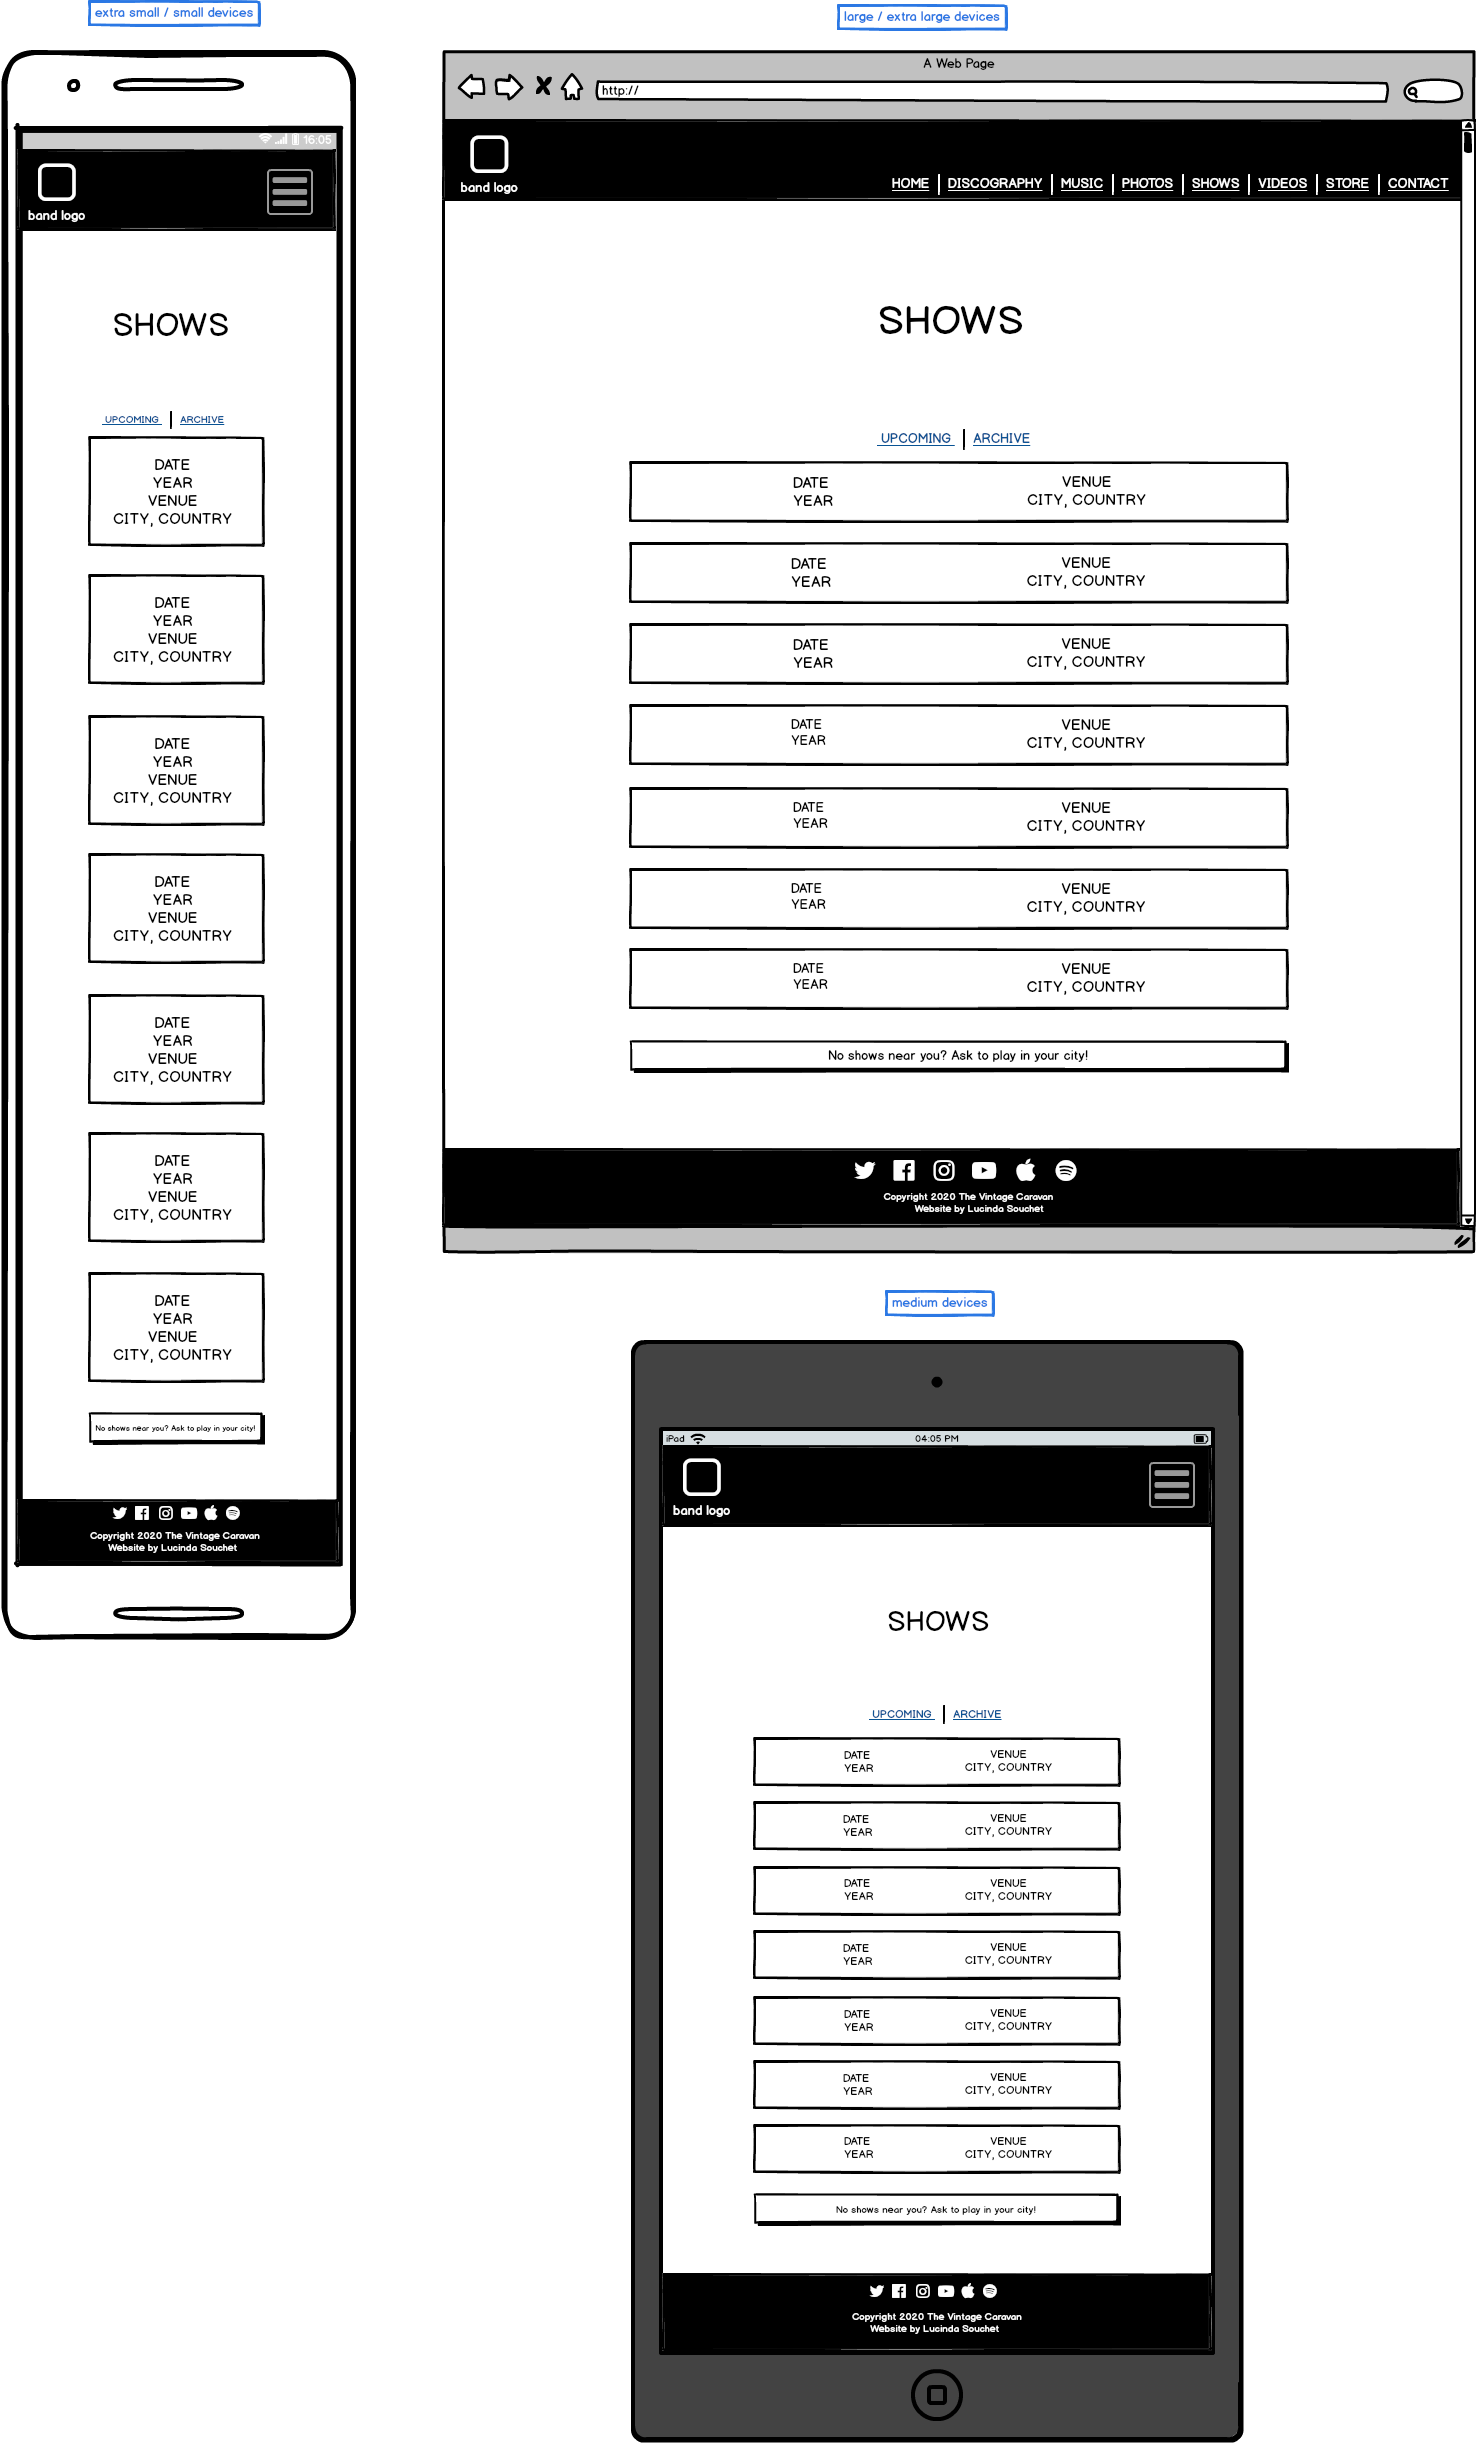 extra small / small devices
16:05
band logo
SHOWS
UPCOMING | ARCHIVE
DATE
YEAR
VENUE
CITY, COUNTRY
DATE
YEAR
VENUE
CITY, COUNTRY
DATE
YEAR
VENUE
CITY, COUNTRY
DATE
YEAR
VENUE
CITY, COUNTRY
DATE
YEAR
VENUE
CITY, COUNTRY
DATE
YEAR
VENUE
CITY, COUNTRY
DATE
YEAR
VENUE
CITY, COUNTRY
No shows near you? Ask to play in your city!
Copyright 2020 The Vintage Caravan
Website by Lucinda Souchet
large / extra large devices
A Web Page
http://
band logo
HOME | DISCOGRAPHY | MUSIC | PHOTOS | SHOWS | VIDEOS | STORE | CONTACT
SHOWS
UPCOMING | ARCHIVE
DATE VENUE
YEAR CITY, COUNTRY
DATE VENUE
YEAR CITY, COUNTRY
DATE VENUE
YEAR CITY, COUNTRY
DATE VENUE
YEAR CITY, COUNTRY
DATE VENUE
YEAR CITY, COUNTRY
DATE VENUE
YEAR CITY, COUNTRY
DATE VENUE
YEAR CITY, COUNTRY
No shows near you? Ask to play in your city!
Copyright 2020 The Vintage Caravan
Website by Lucinda Souchet
medium devices
iPad 04:05 PM
band logo
SHOWS
UPCOMING | ARCHIVE
DATE VENUE
YEAR CITY, COUNTRY
DATE VENUE
YEAR CITY, COUNTRY
DATE VENUE
YEAR CITY, COUNTRY
DATE VENUE
YEAR CITY, COUNTRY
DATE VENUE
YEAR CITY, COUNTRY
DATE VENUE
YEAR CITY, COUNTRY
DATE VENUE
YEAR CITY, COUNTRY
No shows near you? Ask to play in your city!
Copyright 2020 The Vintage Caravan
Website by Lucinda Souchet